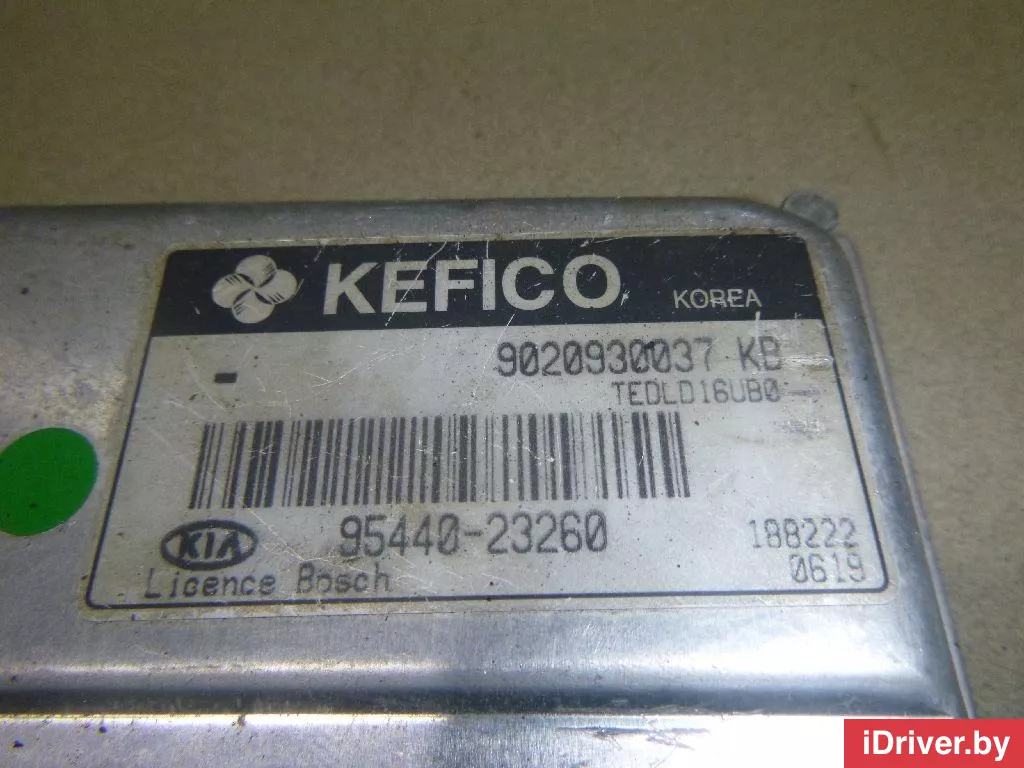 KEFICO KOREA
9020930037 KB
TEDLD16UB0
95440-23260 188222
KIA
Licence Bosch 0619
iDriver.by